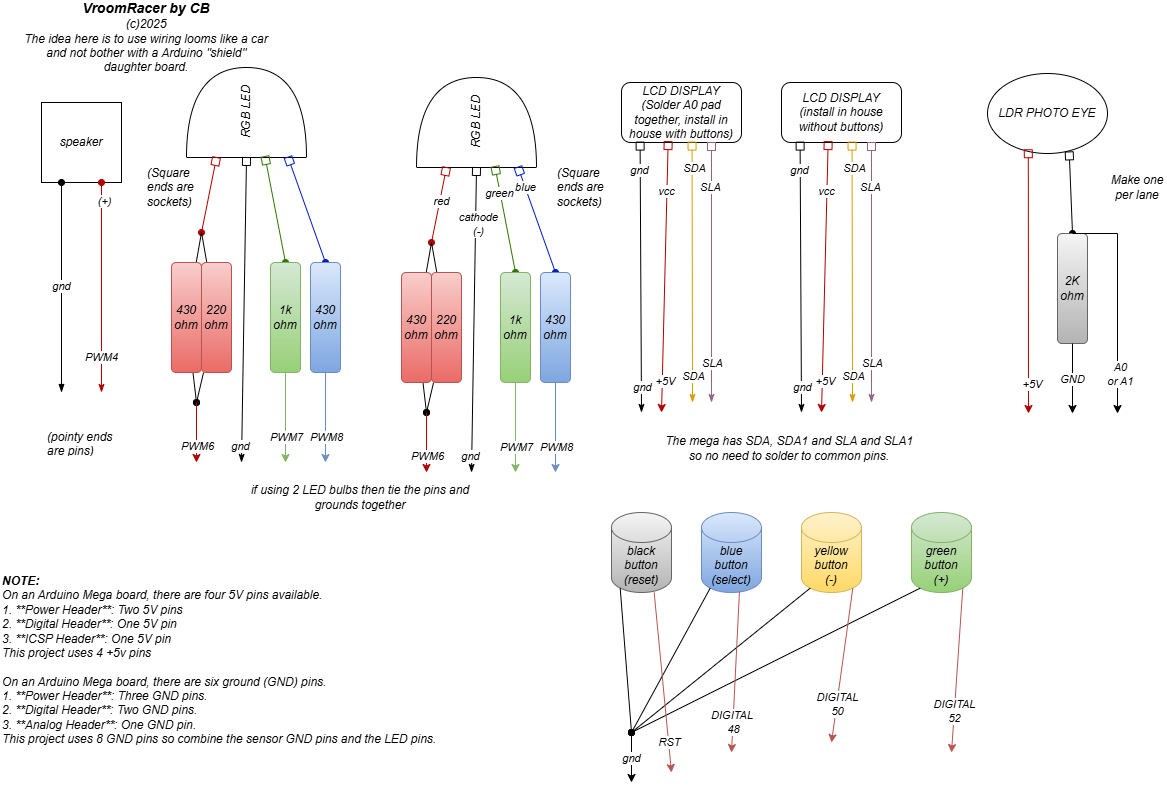 VroomRacer by CB
(c)2025
The idea here is to use wiring looms like a car
and not bother with a Arduino "shield"
daughter board.
speaker
(+)
gnd
PWM4
(pointy ends
are pins)
(Square
ends are
sockets)
RGB LED
430
ohm
220
ohm
1k
ohm
430
ohm
PWM6
gnd
PWM7
PWM8
RGB LED
red
cathode
(-)
green
blue
(Square
ends are
sockets)
430
ohm
220
ohm
1k
ohm
430
ohm
PWM6
gnd
PWM7
PWM8
if using 2 LED bulbs then tie the pins and
grounds together
LCD DISPLAY
(Solder A0 pad
together, install in
house with buttons)
gnd
vcc
SDA
SLA
gnd
+5V
SDA
SLA
LCD DISPLAY
(install in house
without buttons)
gnd
vcc
SDA
SLA
gnd
+5V
SDA
SLA
The mega has SDA, SDA1 and SLA and SLA1
so no need to solder to common pins.
LDR PHOTO EYE
Make one
per lane
2K
ohm
+5V
GND
A0
or A1
black
button
(reset)
blue
button
(select)
yellow
button
(-)
green
button
(+)
gnd
RST
DIGITAL
48
DIGITAL
50
DIGITAL
52
NOTE:
On an Arduino Mega board, there are four 5V pins available.
1. **Power Header**: Two 5V pins
2. **Digital Header**: One 5V pin
3. **ICSP Header**: One 5V pin
This project uses 4 +5v pins
On an Arduino Mega board, there are six ground (GND) pins.
1. **Power Header**: Three GND pins.
2. **Digital Header**: Two GND pins.
3. **Analog Header**: One GND pin.
This project uses 8 GND pins so combine the sensor GND pins and the LED pins.